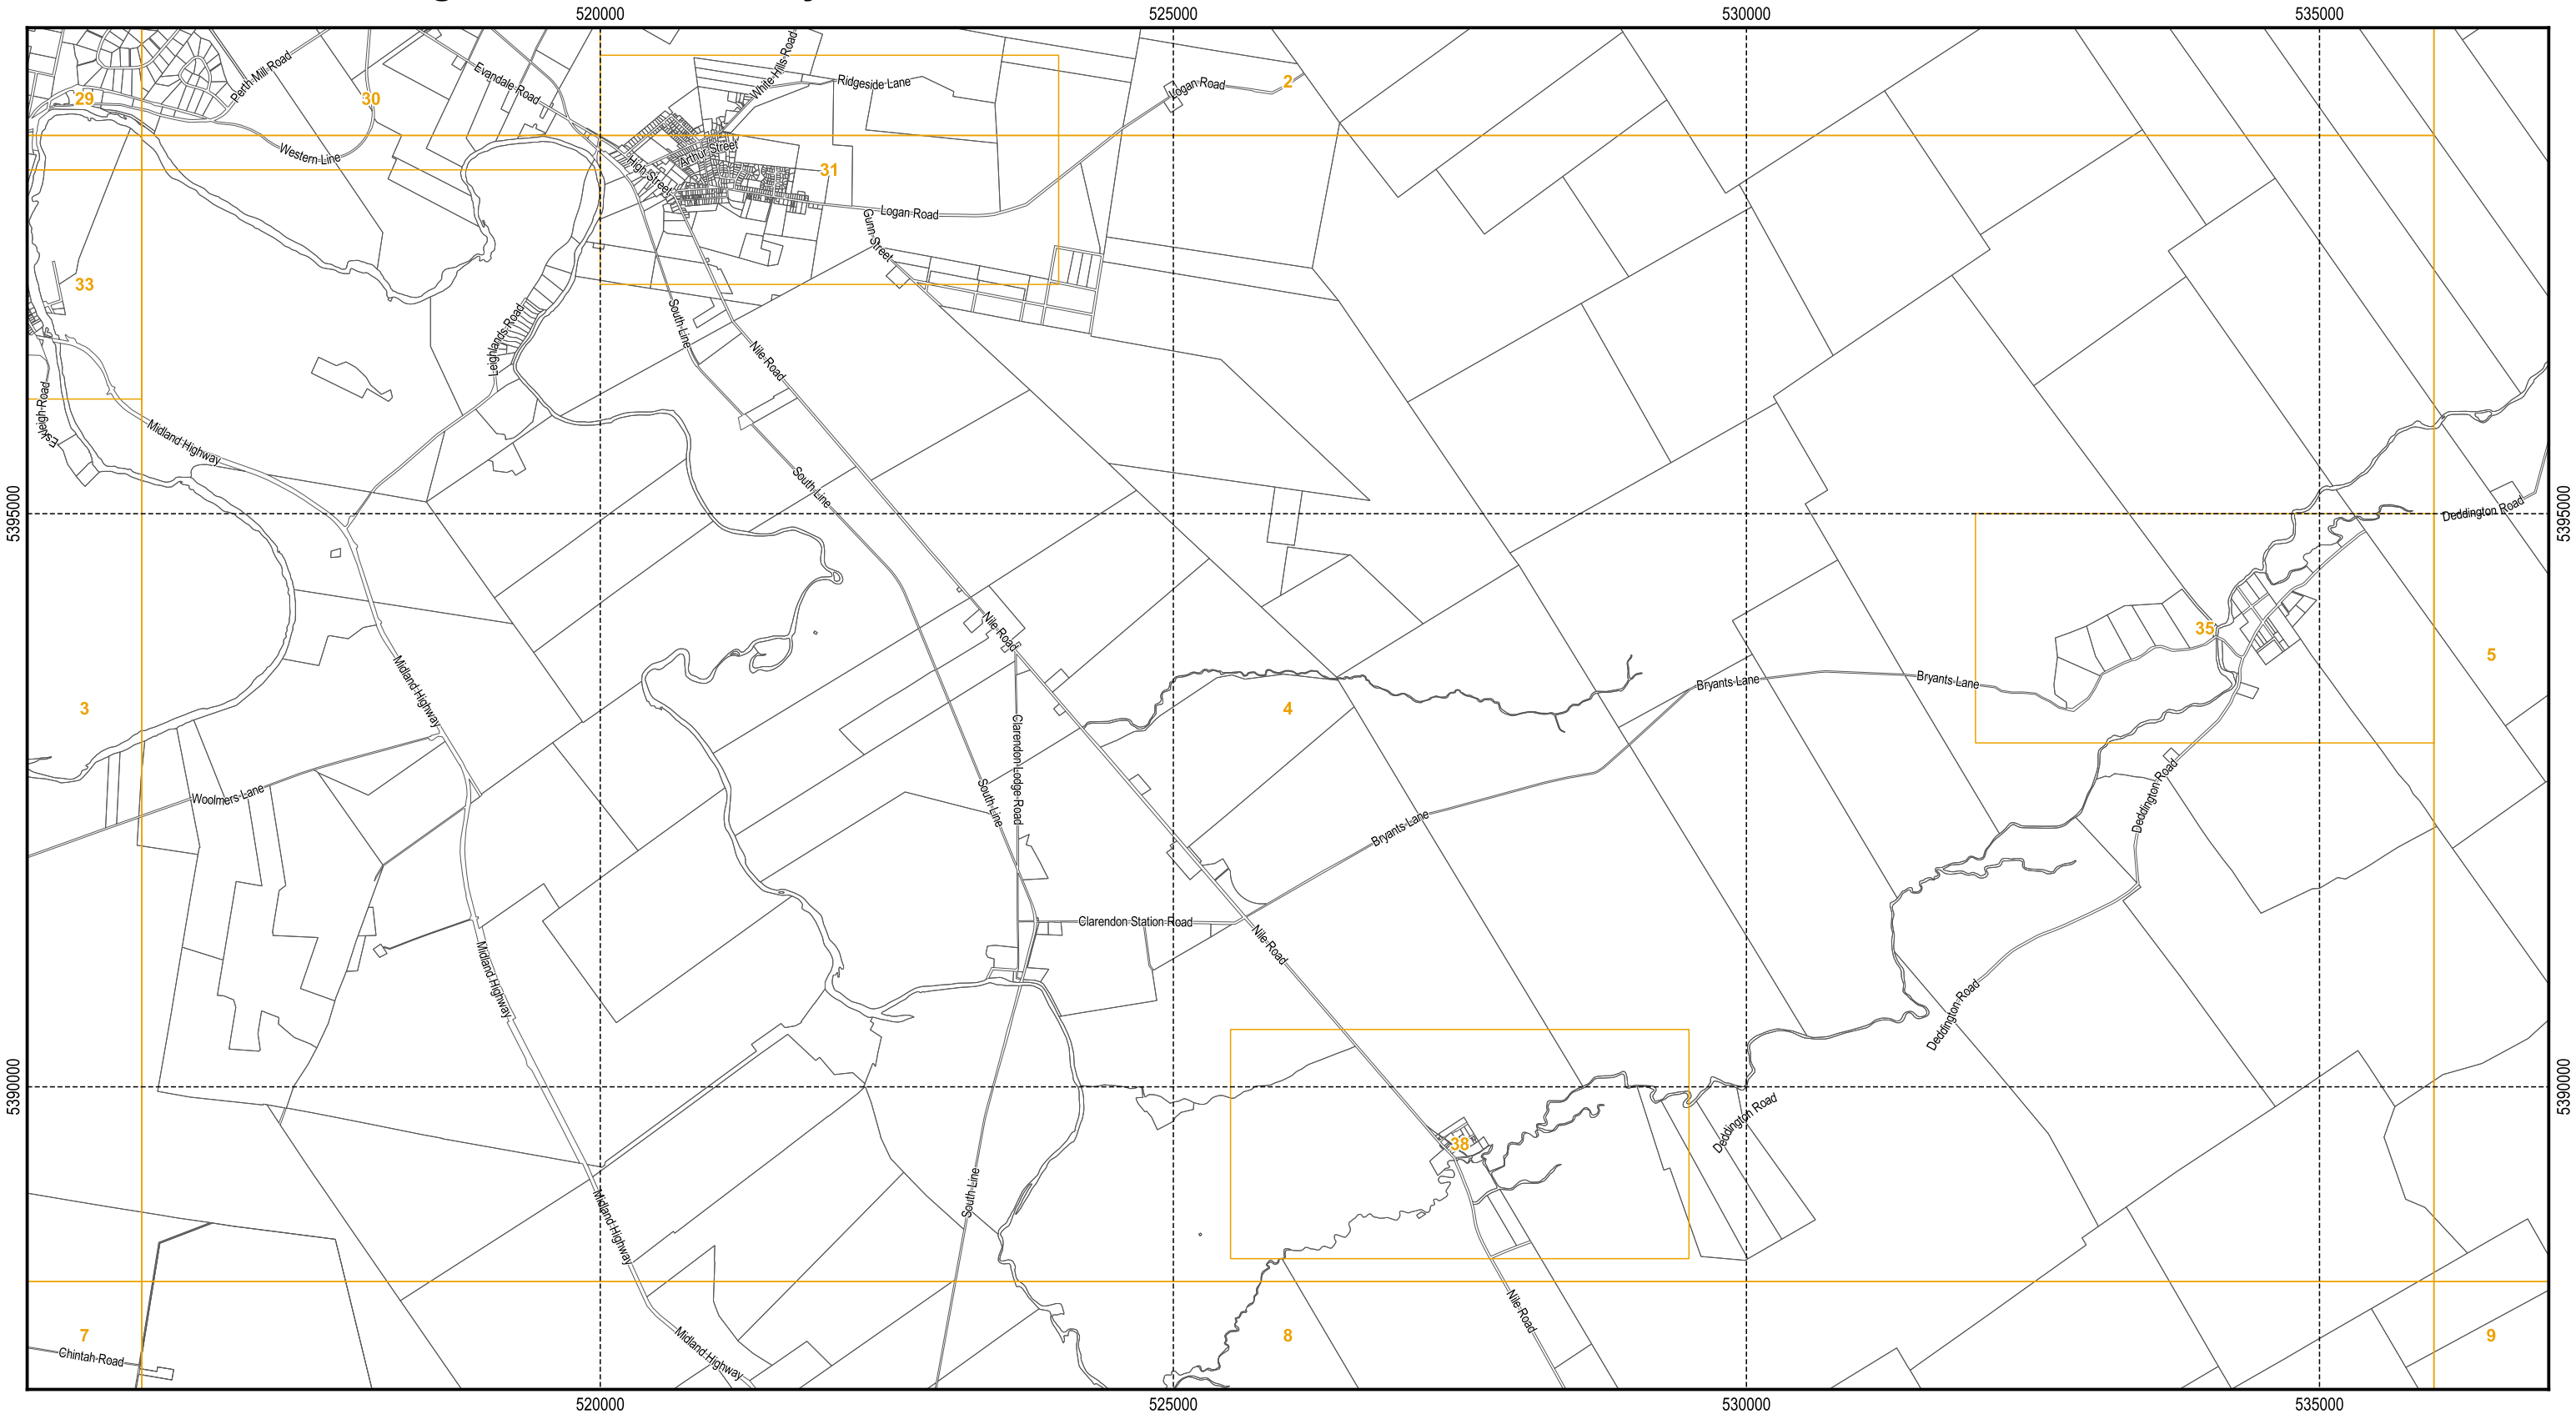 520000
525000
530000
535000
White Hills Road
Perth Mill Road
Evandale Road
Ridgeside Lane
Logan Road
2
29
30
Western Line
Arthur Street
High Street
31
Logan Road
Gunn Street
33
South Line
Leighlands Road
Nile Road
Eskleigh Road
Midland Highway
South Line
5395000
5395000
Deddington Road
Nile Road
35
5
Midland Highway
Bryants Lane
Bryants Lane
3
4
Clarendon Lodge Road
Woolmers Lane
South Line
Deddington Road
Bryants Lane
Clarendon Station Road
Nile Road
Midland Highway
Deddington Road
5390000
5390000
Deddington Road
38
South Line
Midland Highway
Nile Road
7
8
9
Chintah Road
Midland Highway
520000
525000
530000
535000